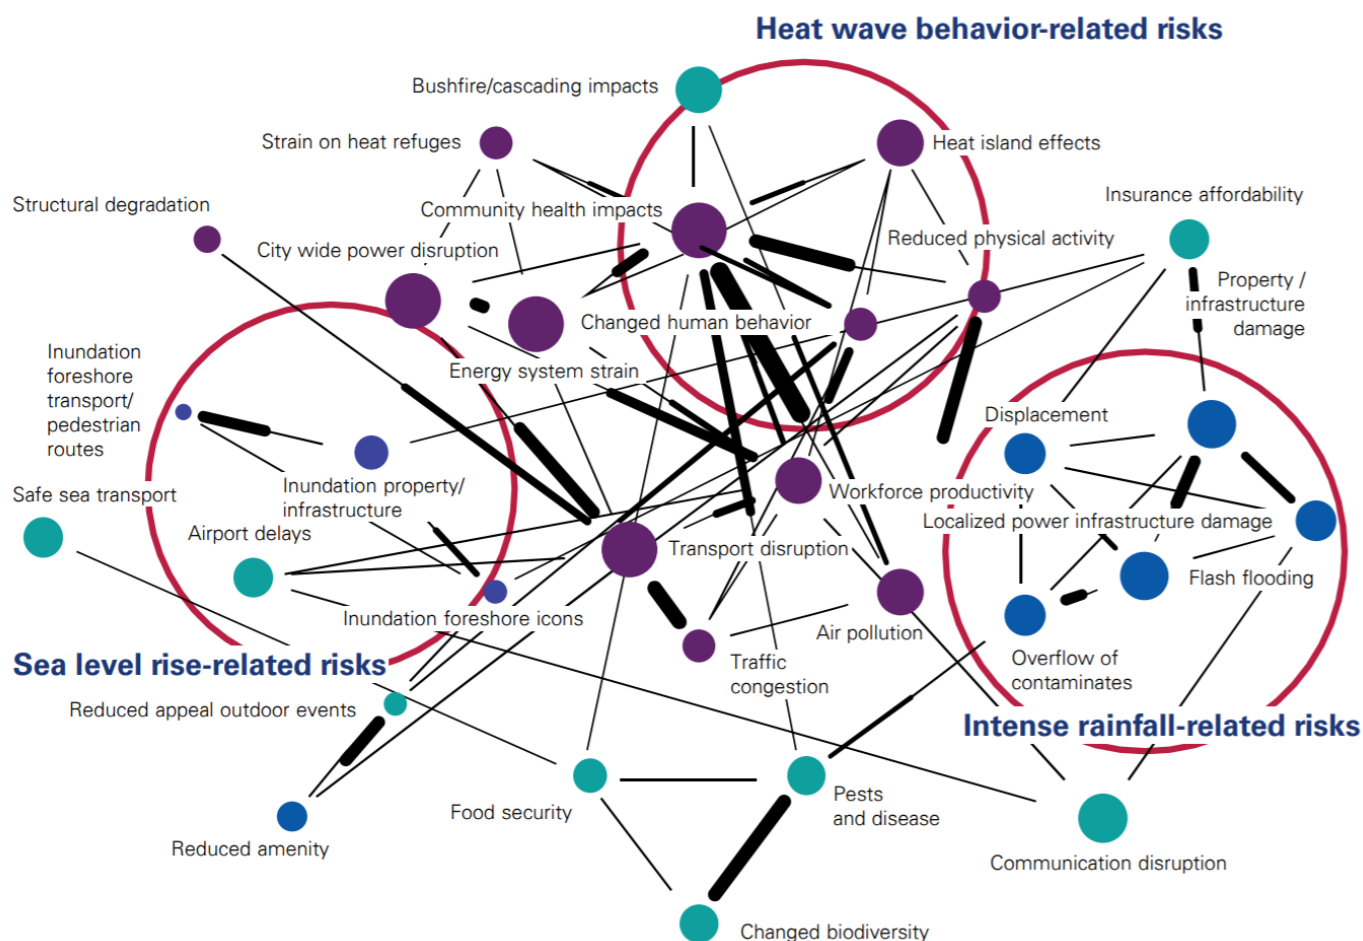 Heat wave behavior-related risks
Bushfire/cascading impacts
Strain on heat refuges
Heat island effects
Structural degradation
Community health impacts
Insurance affordability
City wide power disruption
Reduced physical activity
Property /
infrastructure
damage
Changed human behavior
Inundation
foreshore
transport/
pedestrian
routes
Energy system strain
Displacement
Safe sea transport
Inundation property/
infrastructure
Workforce productivity
Airport delays
Localized power infrastructure damage
Transport disruption
Flash flooding
Inundation foreshore icons
Air pollution
Sea level rise-related risks
Traffic
congestion
Overflow of
contaminates
Reduced appeal outdoor events
Intense rainfall-related risks
Food security
Pests
and disease
Reduced amenity
Communication disruption
Changed biodiversity